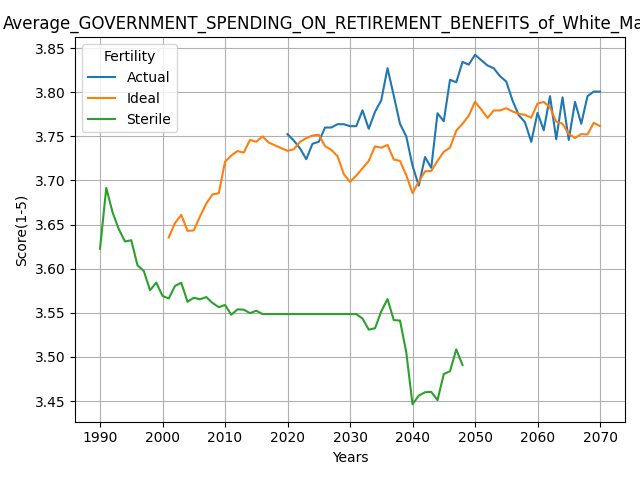 Average_GOVERNMENT_SPENDING_ON_RETIREMENT_BENEFITS_of_White_Ma
Fertility
Actual
Ideal
Sterile
Score(1-5)
3.85
3.80
3.75
3.70
3.65
3.60
3.55
3.50
3.45
1990 2000 2010 2020 2030 2040 2050 2060 2070
Years